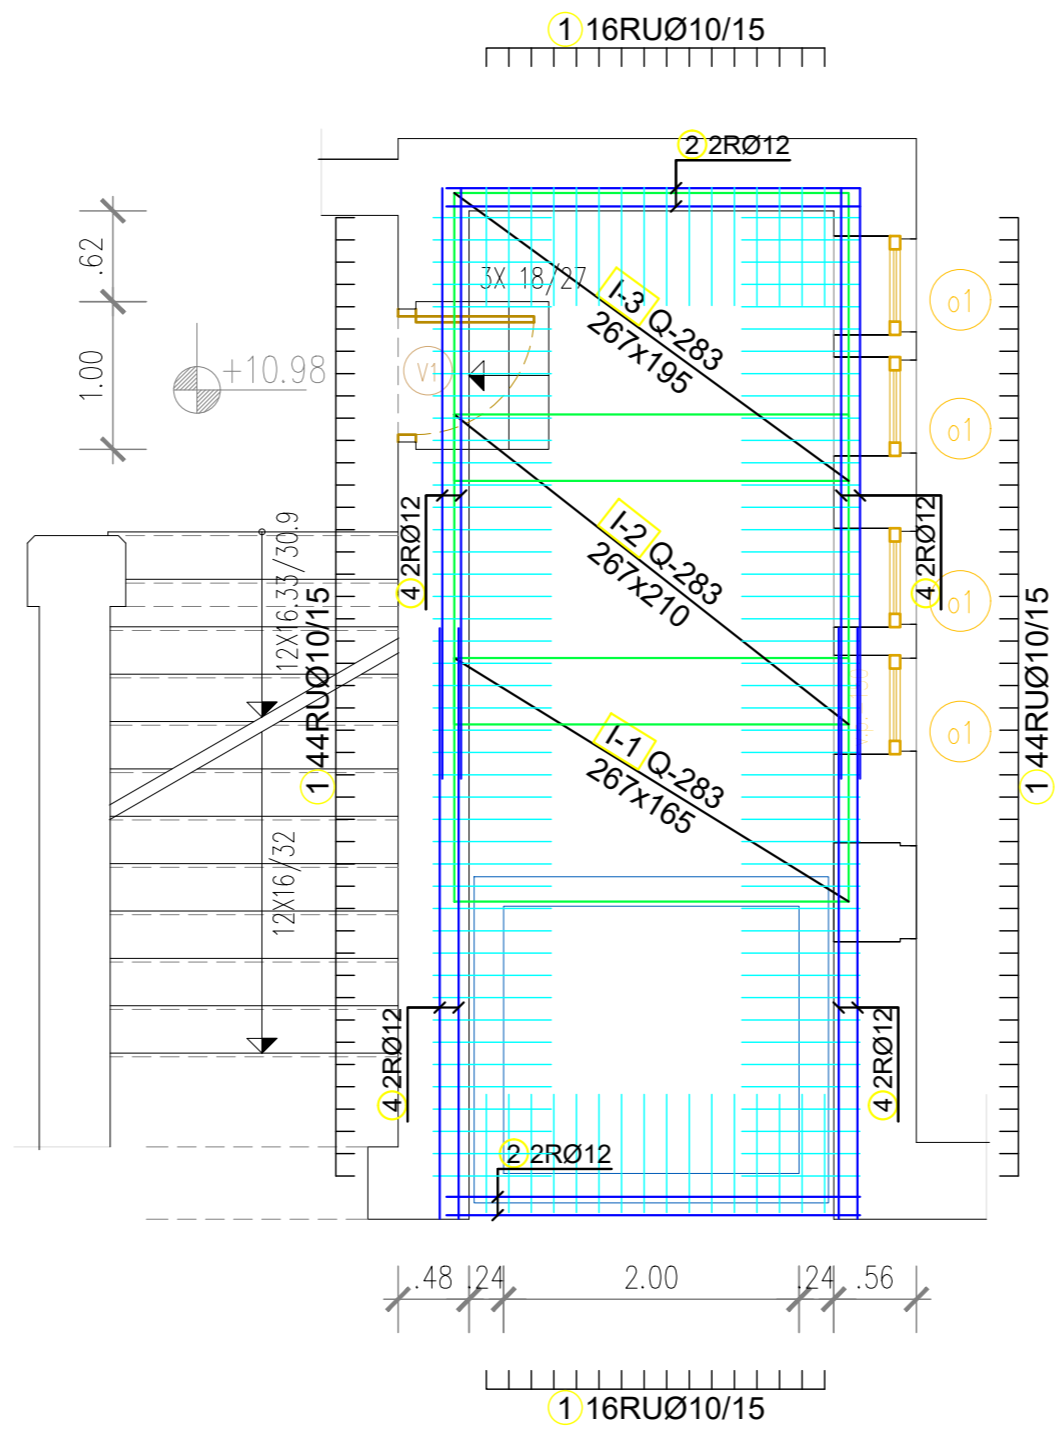 1 16RUØ10/15
2 2RØ12
.62
3X 18/27
I-3 Q-283
267x195
o1
1.00
V1
+10.98
o1
12X16.33/30.9
4 2RØ12
I-2 Q-283
267x210
4 2RØ12
o1
1 44RUØ10/15
1 44RUØ10/15
I-1 Q-283
267x165
o1
12X16/32
4 2RØ12
4 2RØ12
2 2RØ12
.48 .24 2.00 .24 .56
1 16RUØ10/15